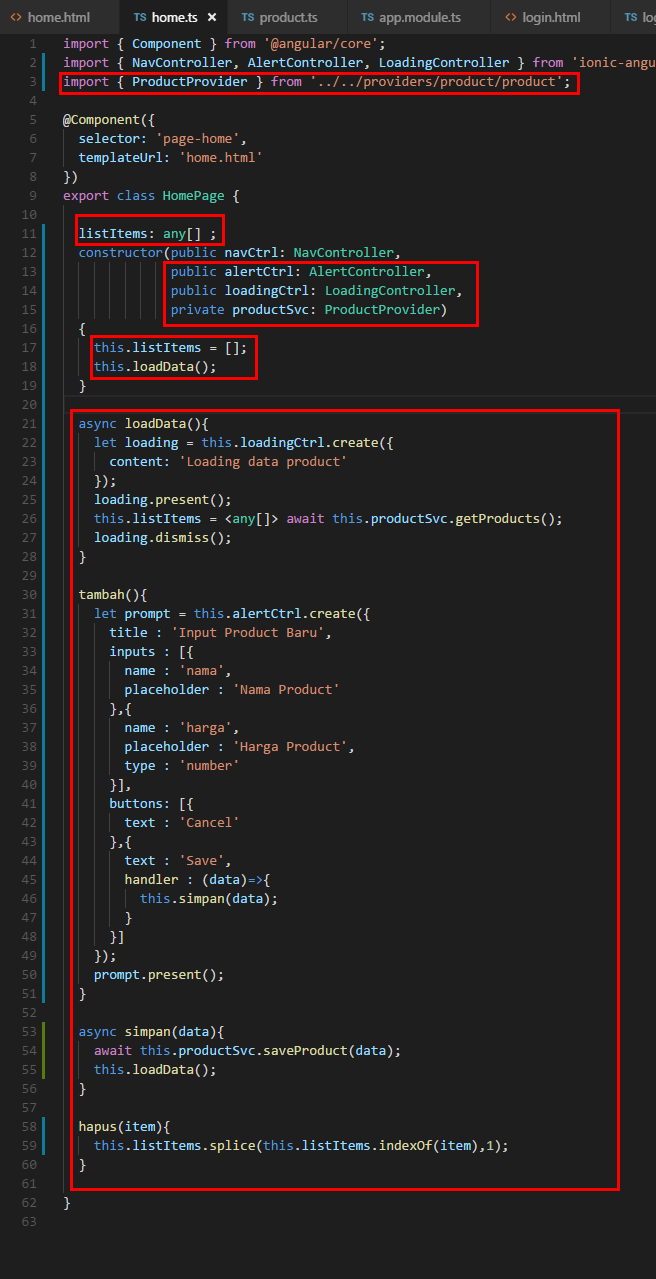 home.html TS home.ts × TS product.ts TS app.module.ts login.html TS
1 import { Component } from '@angular/core';
2 import { NavController, AlertController, LoadingController } from
3 import { ProductProvider } from '../../providers/product/product';
4
5 @Component({
6 selector: 'page-home',
7 templateUrl: 'home.html'
8 })
9 export class HomePage {
10
11 listItems: any[] ;
12 constructor(public navCtrl: NavController,
13 public alertCtrl: AlertController,
14 public loadingCtrl: LoadingController,
15 private productSvc: ProductProvider)
16 {
17 this.listItems = [];
18 this.loadData();
19 }
20
21 async loadData(){
22 let loading = this.loadingCtrl.create({
23 content: 'Loading data product'
24 });
25 loading.present();
26 this.listItems = <any[]> await this.productSvc.getProducts();
27 loading.dismiss();
28 }
29
30 tambah(){
31 let prompt = this.alertCtrl.create({
32 title : 'Input Product Baru',
33 inputs : [{
34 name : 'nama',
35 placeholder : 'Nama Product'
36 },{
37 name : 'harga',
38 placeholder : 'Harga Product',
39 type : 'number'
40 }],
41 buttons: [{
42 text : 'Cancel'
43 },{
44 text : 'Save',
45 handler : (data)=>{
46 this.simpan(data);
47 }
48 }]
49 });
50 prompt.present();
51 }
52
53 async simpan(data){
54 await this.productSvc.saveProduct(data);
55 this.loadData();
56 }
57
58 hapus(item){
59 this.listItems.splice(this.listItems.indexOf(item),1);
60 }
61
62 }
63